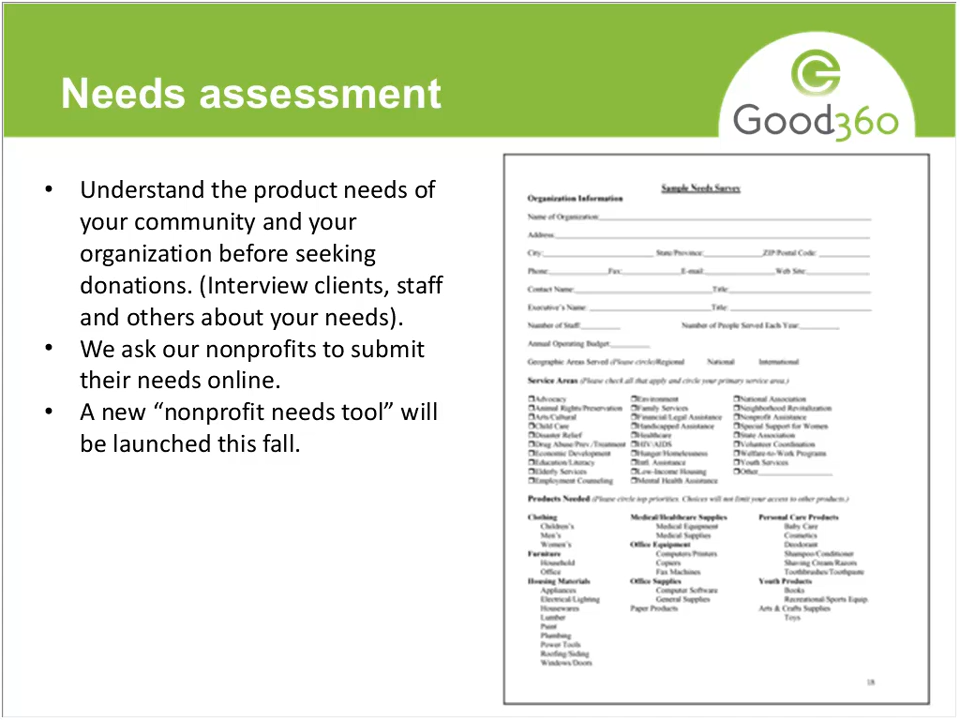 Needs assessment
Good360
• Understand the product needs of
your community and your
organization before seeking
donations. (Interview clients, staff
and others about your needs).
• We ask our nonprofits to submit
their needs online.
• A new “nonprofit needs tool” will
be launched this fall.
Sample Needs Survey
Organization Information
Name of Organization:
Address:
City: State/Province: ZIP/Postal Code:
Phone: Fax: E-mail: Web Site:
Contact Name: Title:
Executive's Name: Title:
Number of Staff: Number of People Served Each Year:
Annual Operating Budget:
Geographic Areas Served (Please circle)Regional National International
Service Areas (Please check all that apply and circle your primary service area.)
❒Advocacy ❒Environment ❒National Association
❒Animal Rights/Preservation ❒Family Services ❒Neighborhood Revitalization
❒Arts/Cultural ❒Financial/Legal Assistance ❒Nonprofit Assistance
❒Child Care ❒Handicapped Assistance ❒Special Support for Women
❒Disaster Relief ❒Healthcare ❒State Association
❒Drug Abuse/Prev./Treatment ❒HIV/AIDS ❒Volunteer Coordination
❒Economic Development ❒Hunger/Homelessness ❒Welfare-to-Work Programs
❒Education/Literacy ❒Intl. Assistance ❒Youth Services
❒Elderly Services ❒Low-Income Housing ❒Other
❒Employment Counseling ❒Mental Health Assistance
Products Needed (Please circle top priorities. Choices will not limit your access to other products.)
Clothing Medical/Healthcare Supplies Personal Care Products
Children's Medical Equipment Baby Care
Men's Medical Supplies Cosmetics
Women's Office Equipment Deodorant
Furniture Computers/Printers Shampoo/Conditioner
Household Copiers Shaving Cream/Razors
Office Fax Machines Toothbrushes/Toothpaste
Housing Materials Office Supplies Youth Products
Appliances Computer Software Books
Electrical/Lighting General Supplies Recreational/Sports Equip.
Housewares Paper Products Arts & Crafts Supplies
Lumber Toys
Paint
Plumbing
Power Tools
Roofing/Siding
Windows/Doors
18